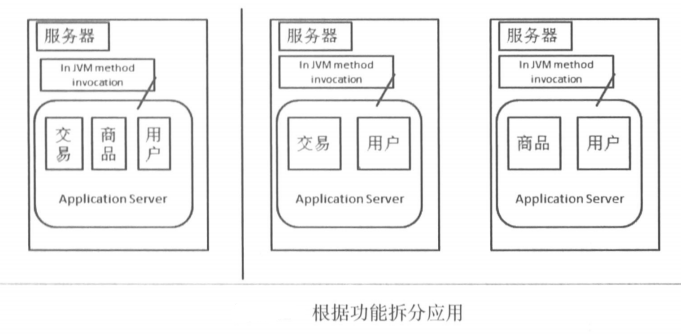 服务器
In JVM method
invocation
交易
商品
用户
Application Server
服务器
In JVM method
invocation
交易
用户
Application Server
服务器
In JVM method
invocation
商品
用户
Application Server
根据功能拆分应用